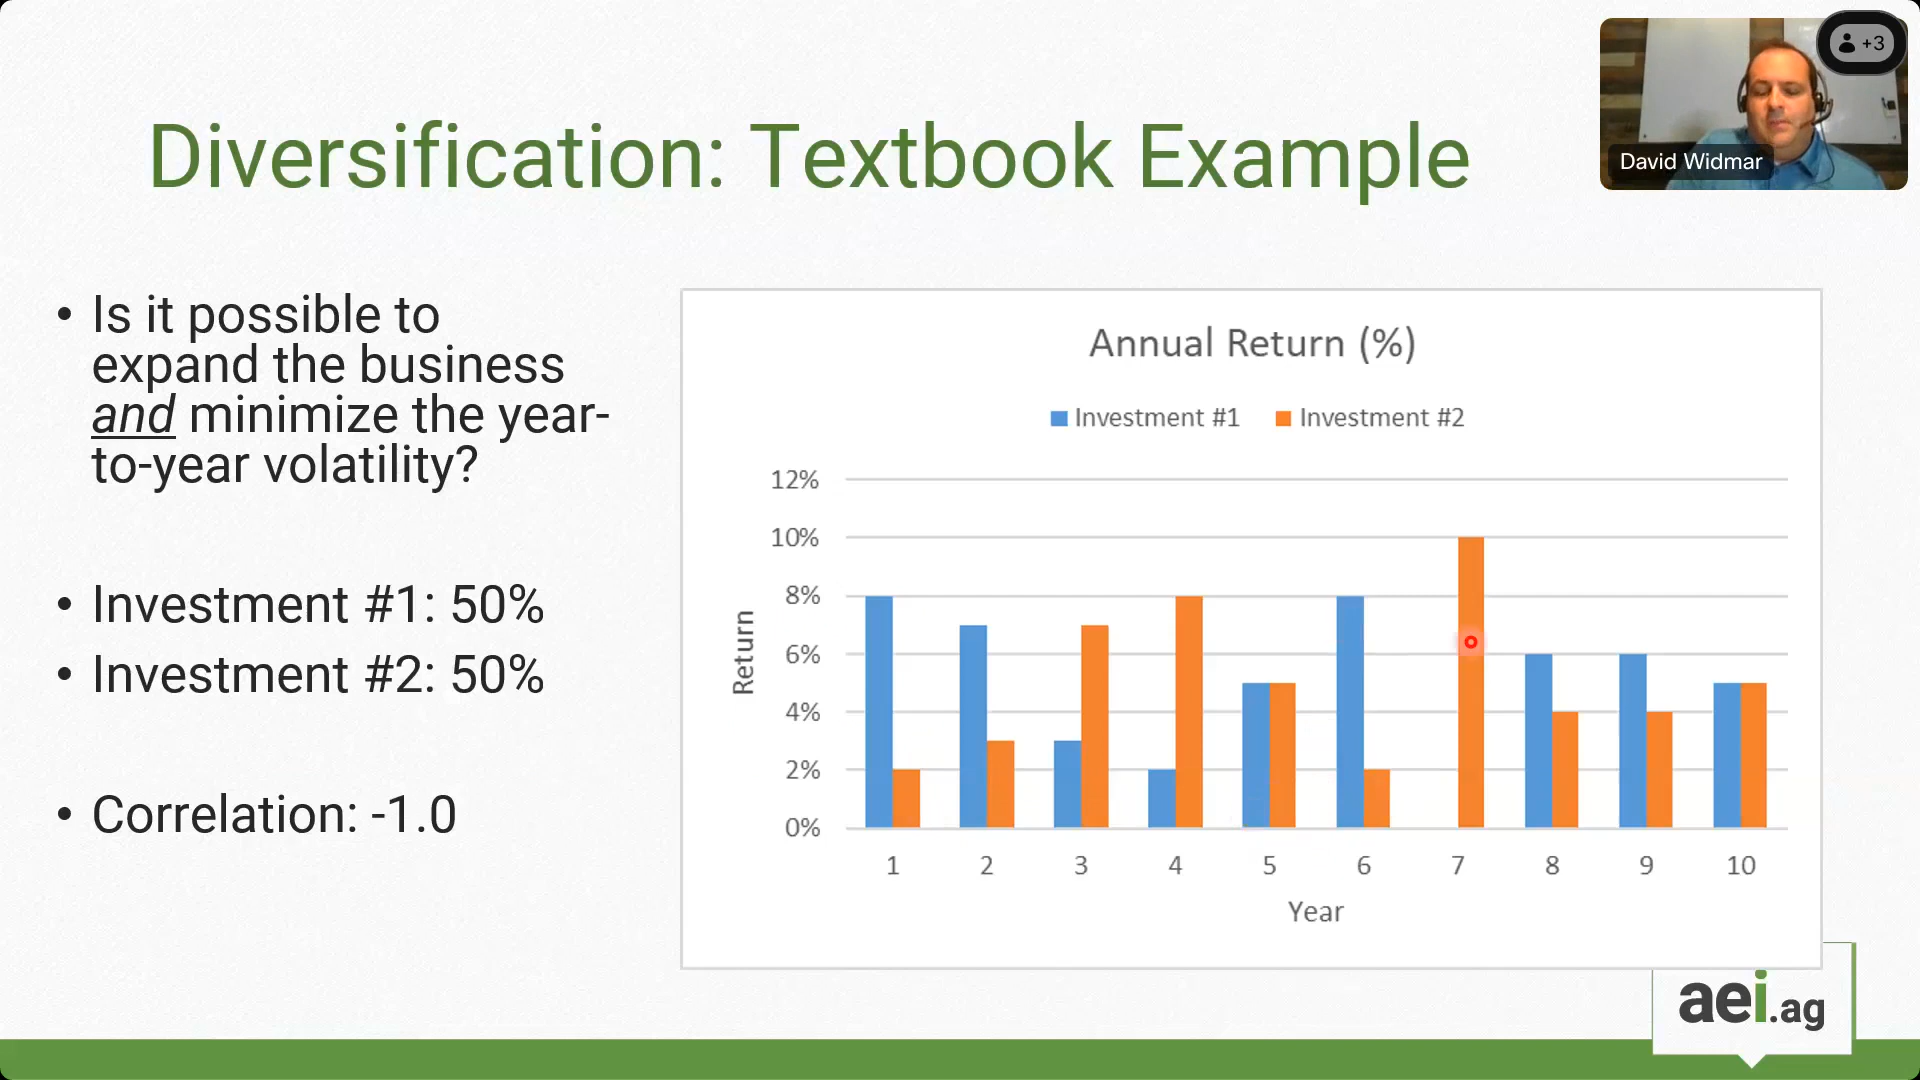 +3
David Widmar
Diversification: Textbook Example
• Is it possible to
expand the business
and minimize the year-
to-year volatility?
• Investment #1: 50%
• Investment #2: 50%
• Correlation: -1.0
Annual Return (%)
Investment #1 Investment #2
12%
10%
8%
6%
4%
2%
0%
Return
1 2 3 4 5 6 7 8 9 10
Year
aei.ag